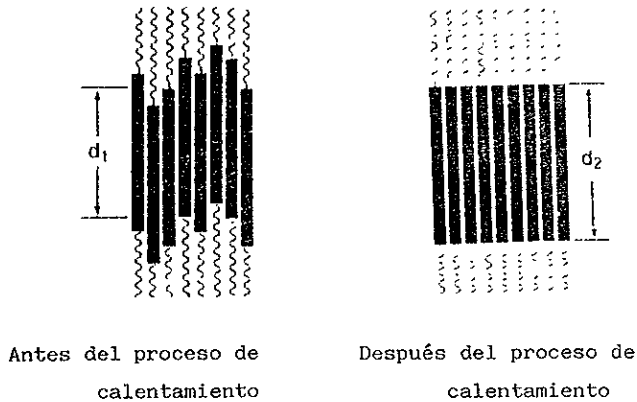 d₁
d₂
Antes del proceso de calentamiento
Después del proceso de calentamiento